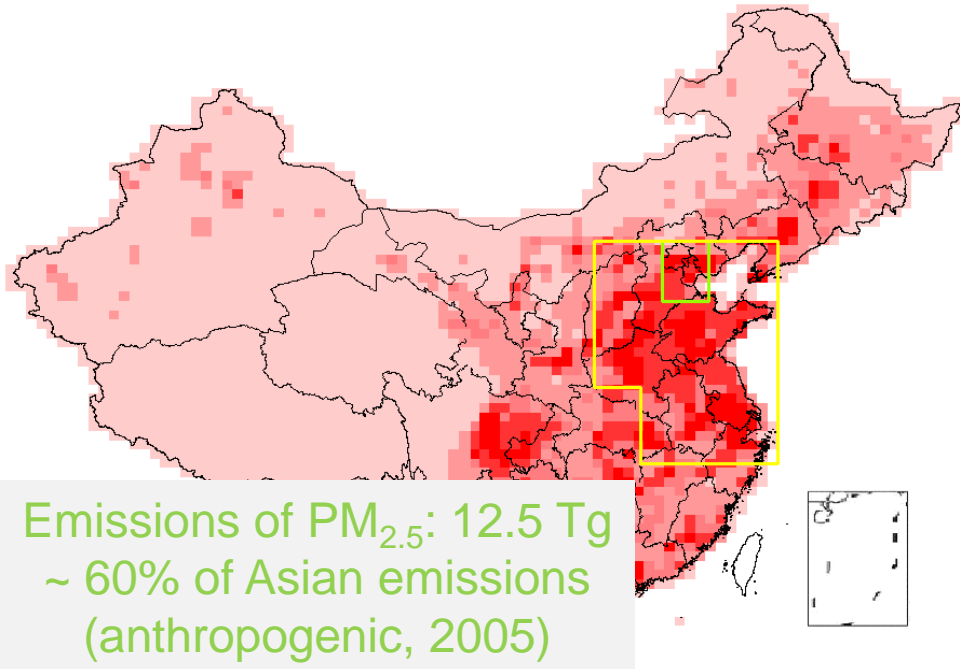 Emissions of PM2.5: 12.5 Tg
~ 60% of Asian emissions
(anthropogenic, 2005)